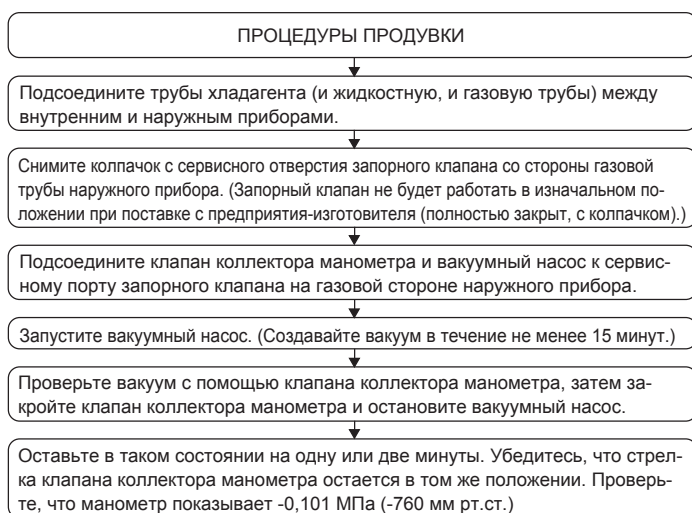 ПРОЦЕДУРЫ ПРОДУВКИ
Подсоедините трубы хладагента (и жидкостную, и газовую трубы) между
внутренним и наружным приборами.
Снимите колпачок с сервисного отверстия запорного клапана со стороны газовой
трубы наружного прибора. (Запорный клапан не будет работать в изначальном по-
ложении при поставке с предприятия-изготовителя (полностью закрыт, с колпачком).)
Подсоедините клапан коллектора манометра и вакуумный насос к сервис-
ному порту запорного клапана на газовой стороне наружного прибора.
Запустите вакуумный насос. (Создавайте вакуум в течение не менее 15 минут.)
Проверьте вакуум с помощью клапана коллектора манометра, затем за-
кройте клапан коллектора манометра и остановите вакуумный насос.
Оставьте в таком состоянии на одну или две минуты. Убедитесь, что стрел-
ка клапана коллектора манометра остается в том же положении. Проверь-
те, что манометр показывает -0,101 МПа (-760 мм рт.ст.)